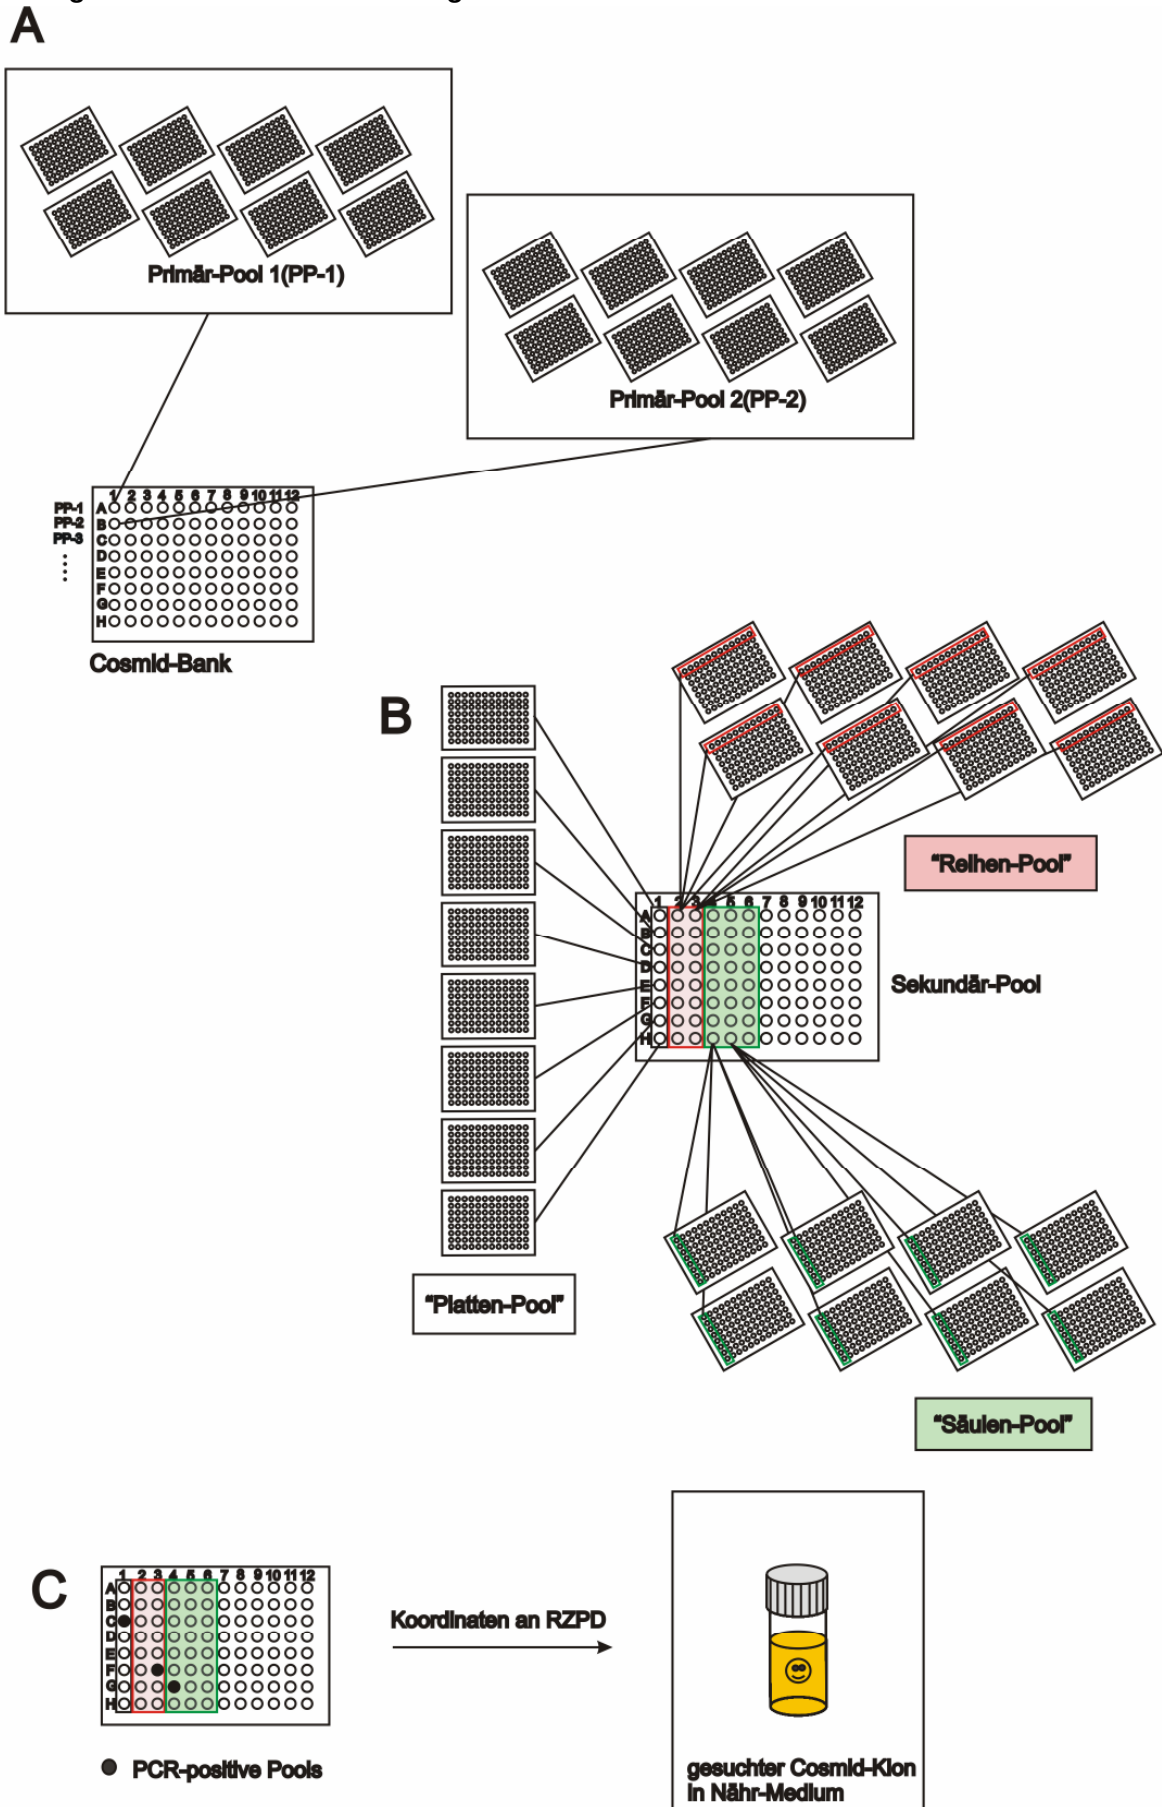 A
Primär-Pool 1(PP-1)
Primär-Pool 2(PP-2)
1 2 3 4 5 6 7 8 9 10 11 12
PP-1 A
PP-2 B
PP-3 C
D
E
F
G
H
Cosmid-Bank
B
"Reihen-Pool"
1 2 3 4 5 6 7 8 9 10 11 12
A
B
C
D
E
F
G
H
Sekundär-Pool
"Platten-Pool"
"Säulen-Pool"
C
1 2 3 4 5 6 7 8 9 10 11 12
A
B
C
D
E
F
G
H
Koordinaten an RZPD
PCR-positive Pools
gesuchter Cosmid-Klon
in Nähr-Medium